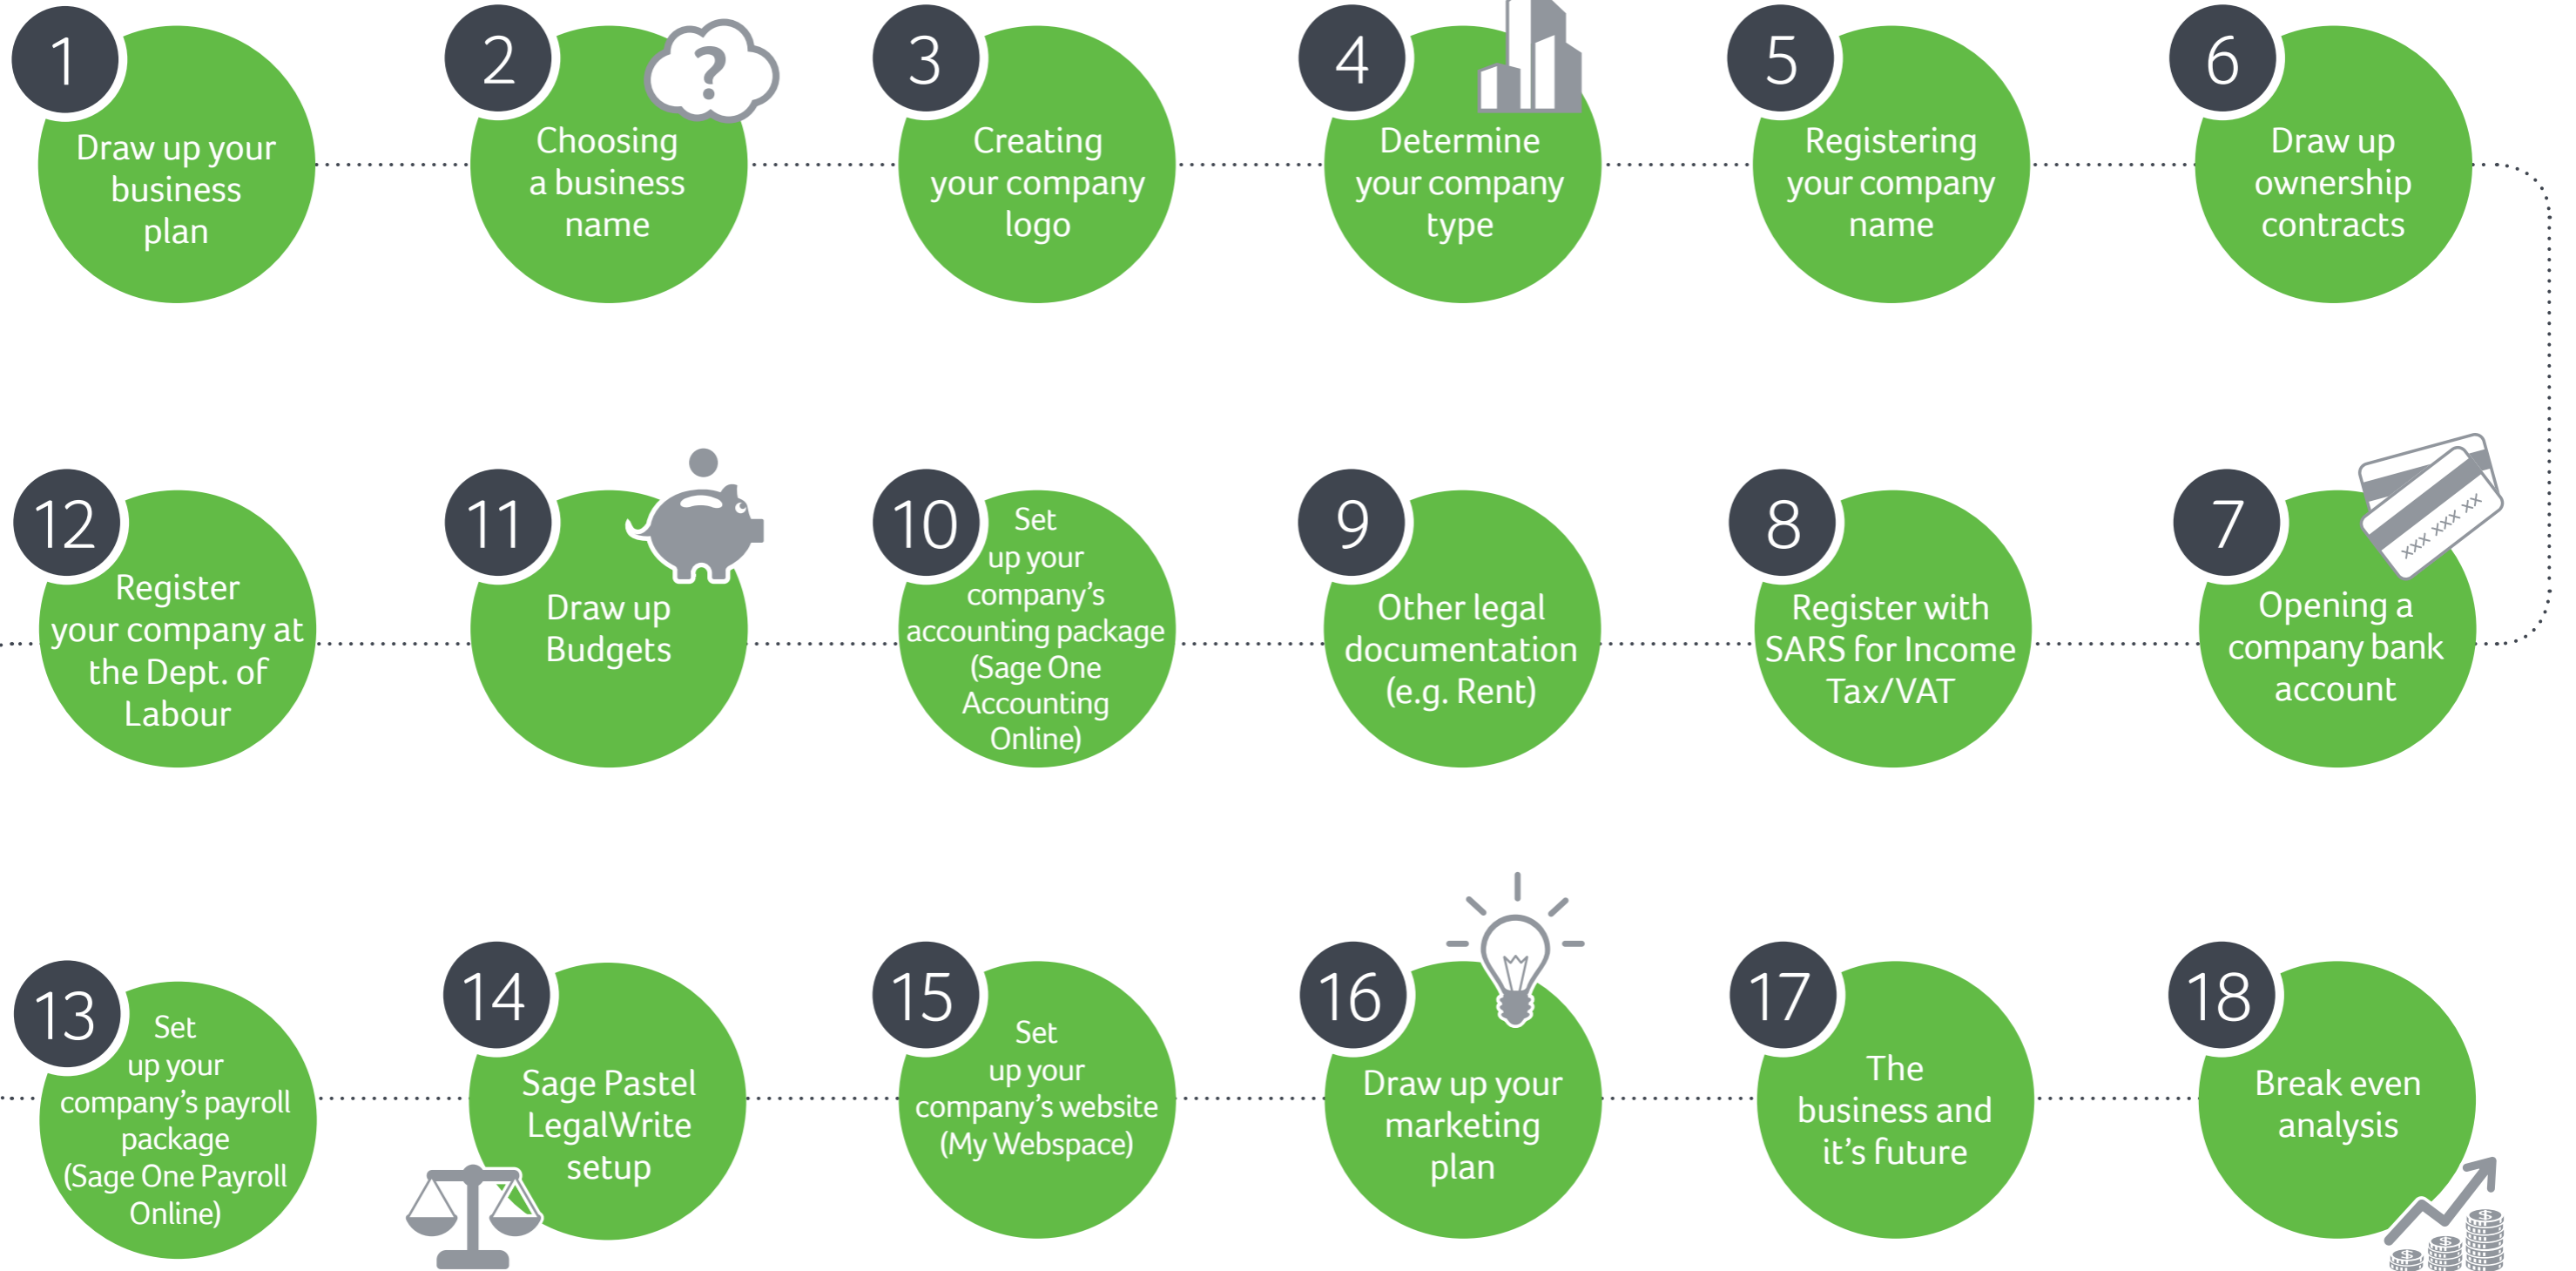 1
Draw up your
business
plan
2
?
Choosing
a business
name
3
Creating
your company
logo
4
Determine
your company
type
5
Registering
your company
name
6
Draw up
ownership
contracts
7
xxx xxx xx
Opening a
company bank
account
8
Register with
SARS for Income
Tax/VAT
9
Other legal
documentation
(e.g. Rent)
10
Set
up your
company's
accounting package
(Sage One
Accounting
Online)
11
Draw up
Budgets
12
Register
your company at
the Dept. of
Labour
13
Set
up your
company's payroll
package
(Sage One Payroll
Online)
14
Sage Pastel
LegalWrite
setup
15
Set
up your
company's website
(My Webspace)
16
Draw up your
marketing
plan
17
The
business and
it's future
18
Break even
analysis
$
$
$